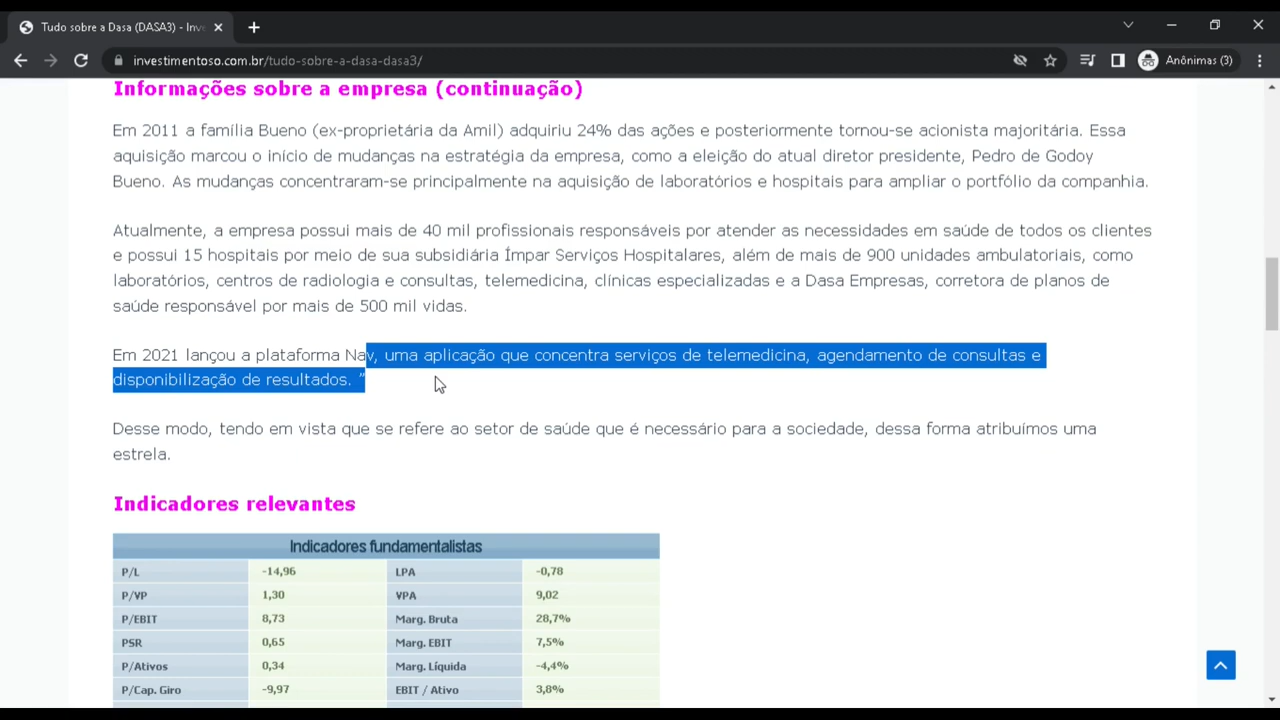 Tudo sobre a Dasa (DASA3) - Inve
investimentoso.com.br/tudo-sobre-a-dasa-dasa3/
Anônimas (3)
Informações sobre a empresa (continuação)
Em 2011 a família Bueno (ex-proprietária da Amil) adquiriu 24% das ações e posteriormente tornou-se acionista majoritária. Essa
aquisição marcou o início de mudanças na estratégia da empresa, como a eleição do atual diretor presidente, Pedro de Godoy
Bueno. As mudanças concentraram-se principalmente na aquisição de laboratórios e hospitais para ampliar o portfólio da companhia.
Atualmente, a empresa possui mais de 40 mil profissionais responsáveis por atender as necessidades em saúde de todos os clientes
e possui 15 hospitais por meio de sua subsidiária Ímpar Serviços Hospitalares, além de mais de 900 unidades ambulatoriais, como
laboratórios, centros de radiologia e consultas, telemedicina, clínicas especializadas e a Dasa Empresas, corretora de planos de
saúde responsável por mais de 500 mil vidas.
Em 2021 lançou a plataforma Nav, uma aplicação que concentra serviços de telemedicina, agendamento de consultas e
disponibilização de resultados. ”
Desse modo, tendo em vista que se refere ao setor de saúde que é necessário para a sociedade, dessa forma atribuímos uma
estrela.
Indicadores relevantes
Indicadores fundamentalistas
P/L -14,96 LPA -0,78
P/VP 1,30 VPA 9,02
P/EBIT 8,73 Marg. Bruta 28,7%
PSR 0,65 Marg. EBIT 7,5%
P/Ativos 0,34 Marg. Líquida -4,4%
P/Cap. Giro -9,97 EBIT / Ativo 3,8%